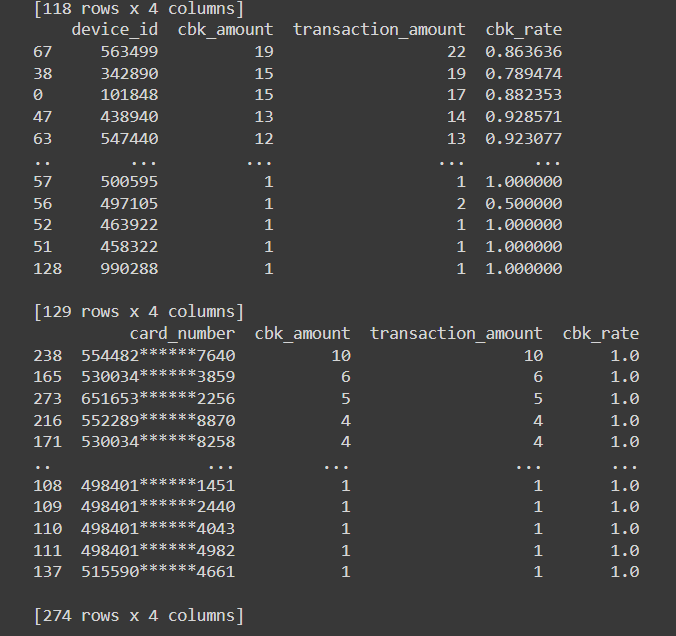 [118 rows x 4 columns]
device_id cbk_amount transaction_amount cbk_rate
67 563499 19 22 0.863636
38 342890 15 19 0.789474
0 101848 15 17 0.882353
47 438940 13 14 0.928571
63 547440 12 13 0.923077
.. ... ... ... ...
57 500595 1 1 1.000000
56 497105 1 2 0.500000
52 463922 1 1 1.000000
51 458322 1 1 1.000000
128 990288 1 1 1.000000
[129 rows x 4 columns]
card_number cbk_amount transaction_amount cbk_rate
238 554482******7640 10 10 1.0
165 530034******3859 6 6 1.0
273 651653******2256 5 5 1.0
216 552289******8870 4 4 1.0
171 530034******8258 4 4 1.0
.. ... ... ... ...
108 498401******1451 1 1 1.0
109 498401******2440 1 1 1.0
110 498401******4043 1 1 1.0
111 498401******4982 1 1 1.0
137 515590******4661 1 1 1.0
[274 rows x 4 columns]